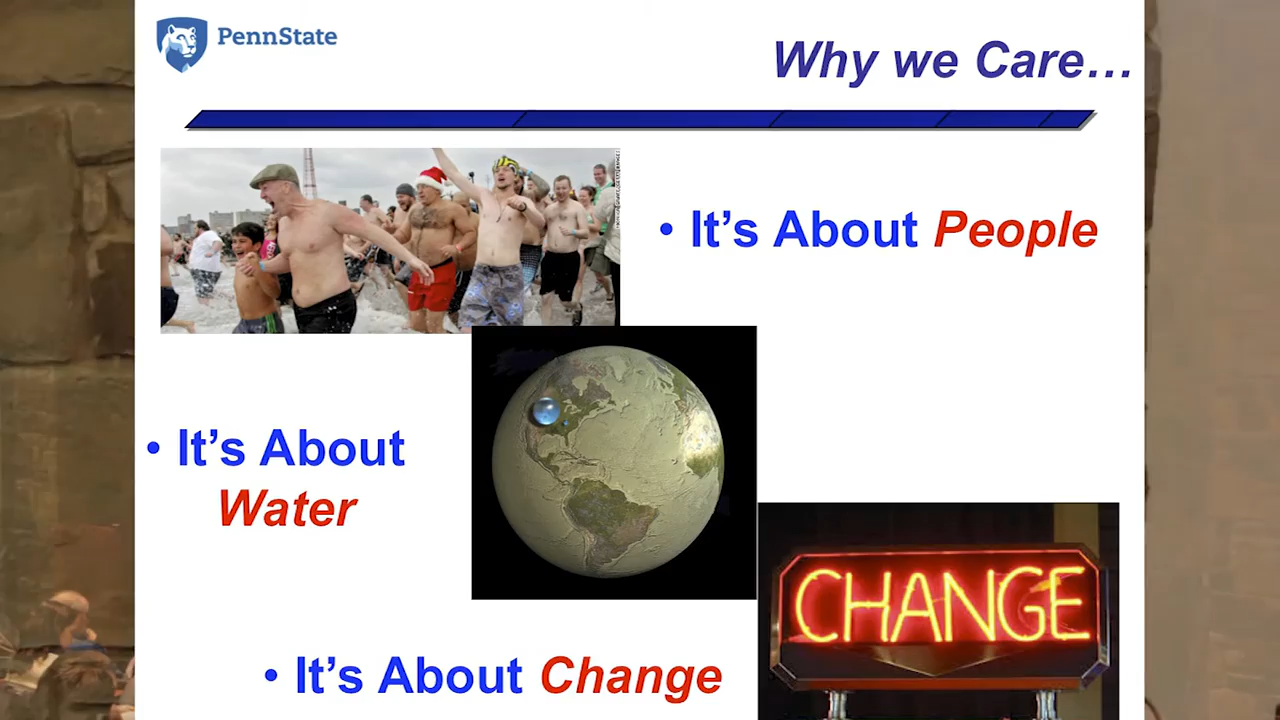 PennState
Why we Care…
• It's About People
• It's About
Water
CHANGE
• It's About Change